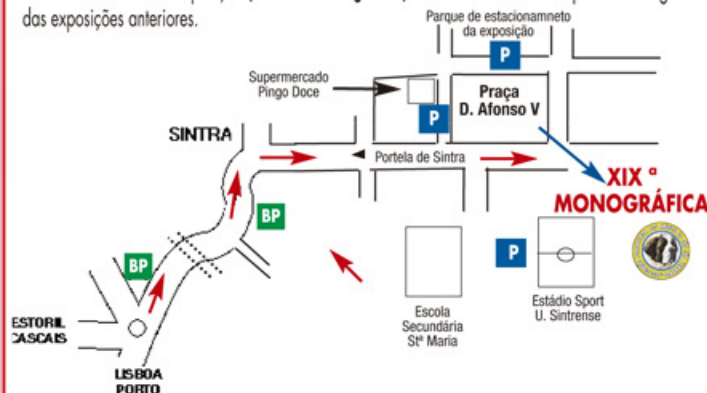 das exposições anteriores.
Parque de estacionamneto
da exposição
P
Supermercado
Pingo Doce
Praça
D. Afonso V
P
SINTRA
Portela de Sintra
XIX ª
MONOGRÁFICA
BP
BP
P
Escola
Secundária
Stª Maria
Estádio Sport
U. Sintrense
ESTORIL
CASCAIS
LISBOA
PORTO